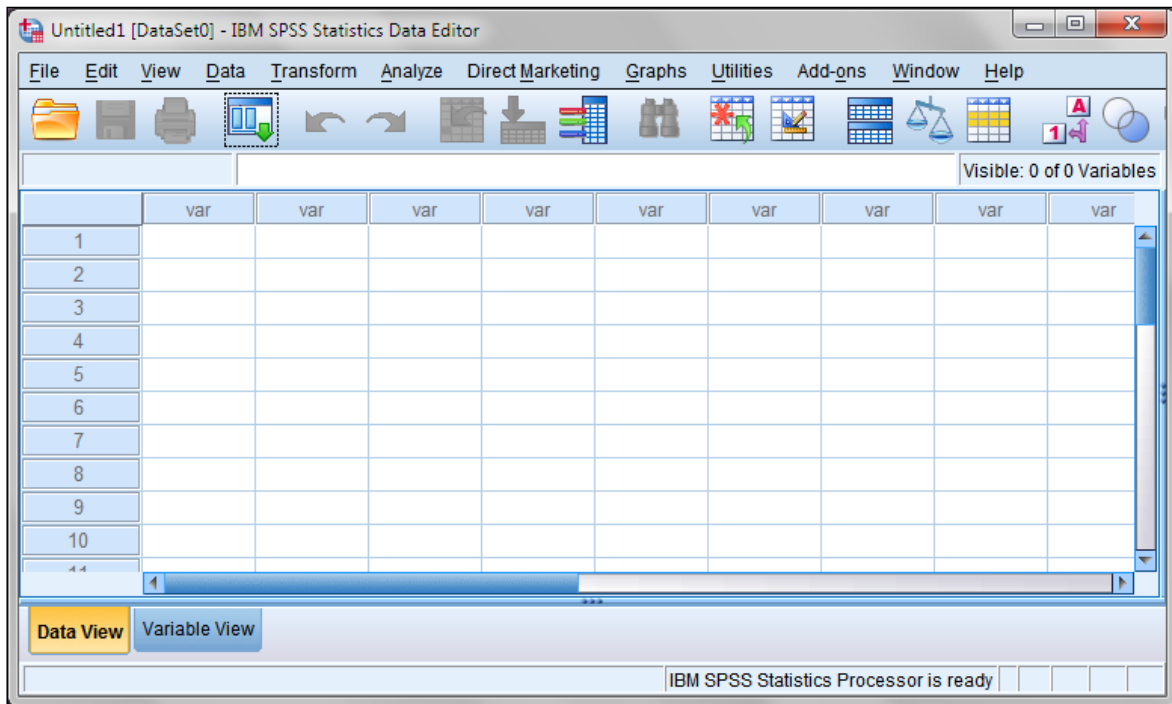 Untitled1 [DataSet0] - IBM SPSS Statistics Data Editor
File Edit View Data Transform Analyze Direct Marketing Graphs Utilities Add-ons Window Help
A
1
Visible: 0 of 0 Variables
var var var var var var var var var
1
2
3
4
5
6
7
8
9
10
11
Data View Variable View
IBM SPSS Statistics Processor is ready